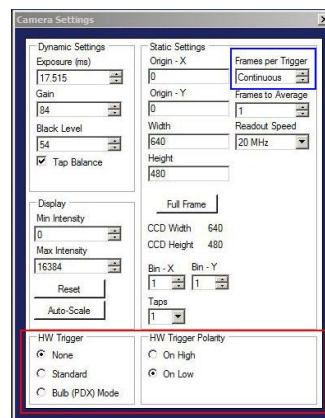 Camera Settings
Dynamic Settings
Exposure (ms)
17.515
Gain
84
Black Level
54
Tap Balance
Static Settings
Origin - X
0
Origin - Y
0
Width
640
Height
480
Full Frame
CCD Width 640
CCD Height 480
Bin - X Bin - Y
1 1
Taps
1
Frames per Trigger
Continuous
Frames to Average
1
Readout Speed
20 MHz
Display
Min Intensity
0
Max Intensity
16384
Reset
Auto-Scale
HW Trigger
None
Standard
Bulb (PDX) Mode
HW Trigger Polarity
On High
On Low